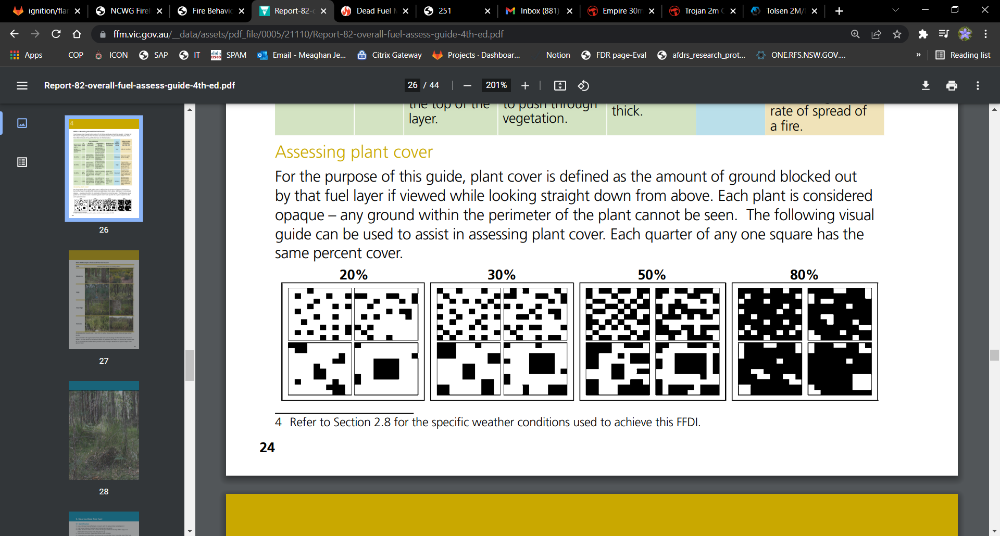 ignition/flar
NCWG Firel
Fire Behavio
Report-82-o
Dead Fuel M
251
Inbox (881)
Empire 30m
Trojan 2m C
Tolsen 2M/
ffm.vic.gov.au/__data/assets/pdf_file/0005/21110/Report-82-overall-fuel-assess-guide-4th-ed.pdf
Apps
COP
ICON
SAP
IT
SPAM
Email - Meaghan Je...
Citrix Gateway
Projects · Dashboar...
Notion
FDR page-Eval
afdrs_research_prot...
ONE.RFS.NSW.GOV....
»
Reading list
Report-82-overall-fuel-assess-guide-4th-ed.pdf
26 / 44
201%
26
27
28
the top of the
layer.
to push through
vegetation.
thick.
rate of spread of
a fire.
Assessing plant cover
For the purpose of this guide, plant cover is defined as the amount of ground blocked out
by that fuel layer if viewed while looking straight down from above. Each plant is considered
opaque – any ground within the perimeter of the plant cannot be seen.  The following visual
guide can be used to assist in assessing plant cover. Each quarter of any one square has the
same percent cover.
20%
30%
50%
80%
4 Refer to Section 2.8 for the specific weather conditions used to achieve this FFDI.
24